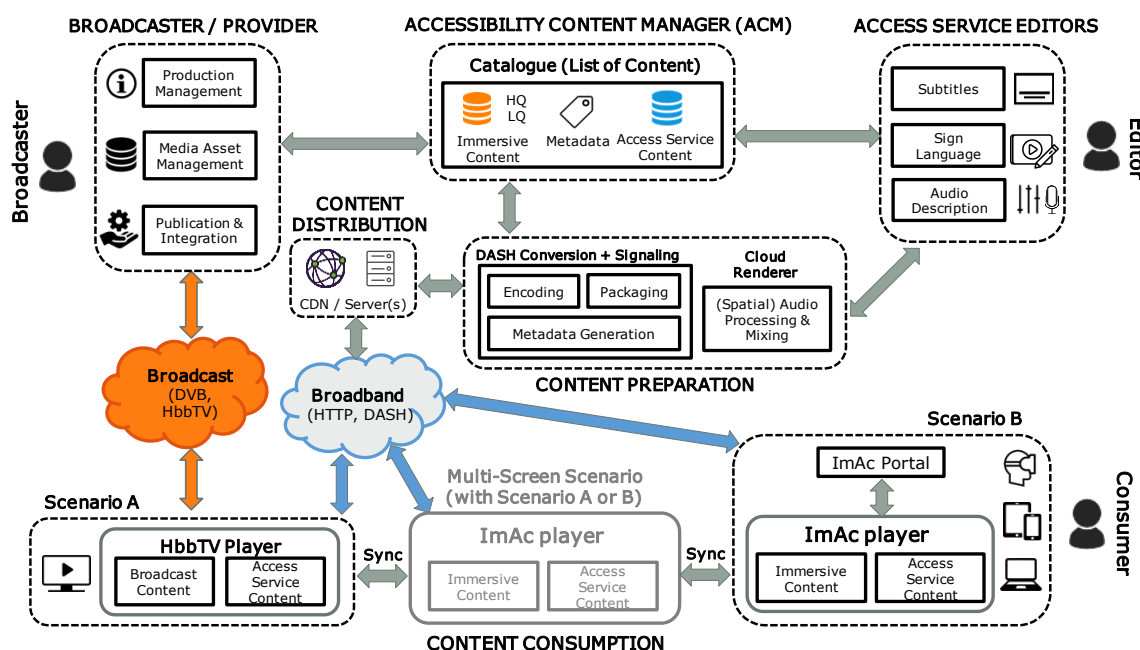 BROADCASTER / PROVIDER
Production
Management
Media Asset
Management
Publication &
Integration
Broadcaster
ACCESSIBILITY CONTENT MANAGER (ACM)
Catalogue (List of Content)
HQ
LQ
Immersive
Content
Metadata
Access Service
Content
ACCESS SERVICE EDITORS
Subtitles
Sign
Language
Audio
Description
Editor
CONTENT
DISTRIBUTION
CDN / Server(s)
DASH Conversion + Signaling
Encoding
Packaging
Metadata Generation
Cloud
Renderer
(Spatial) Audio
Processing &
Mixing
CONTENT PREPARATION
Broadcast
(DVB,
HbbTV)
Broadband
(HTTP, DASH)
Scenario A
HbbTV Player
Broadcast
Content
Access
Service
Content
Sync
Multi-Screen Scenario
(with Scenario A or B)
ImAc player
Immersive
Content
Access
Service
Content
Sync
Scenario B
ImAc Portal
ImAc player
Immersive
Content
Access
Service
Content
Consumer
CONTENT CONSUMPTION